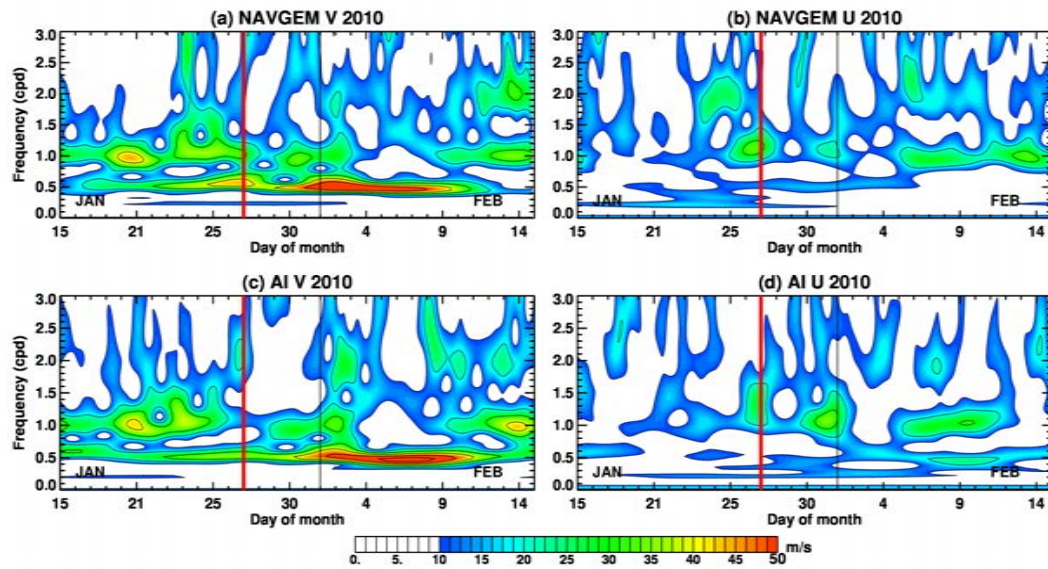 (a) NAVGEM V 2010
(b) NAVGEM U 2010
Frequency (cpd)
3.0
2.5
2.0
1.5
1.0
0.5
0.0
3.0
2.5
2.0
1.5
1.0
0.5
0.0
JAN
FEB
JAN
FEB
15 21 25 30 4 9 14
15 21 25 30 4 9 14
Day of month
Day of month
(c) AI V 2010
(d) AI U 2010
Frequency (cpd)
3.0
2.5
2.0
1.5
1.0
0.5
0.0
3.0
2.5
2.0
1.5
1.0
0.5
0.0
JAN
FEB
JAN
FEB
15 21 25 30 4 9 14
15 21 25 30 4 9 14
Day of month
Day of month
m/s
0. 5. 10 15 20 25 30 35 40 45 50